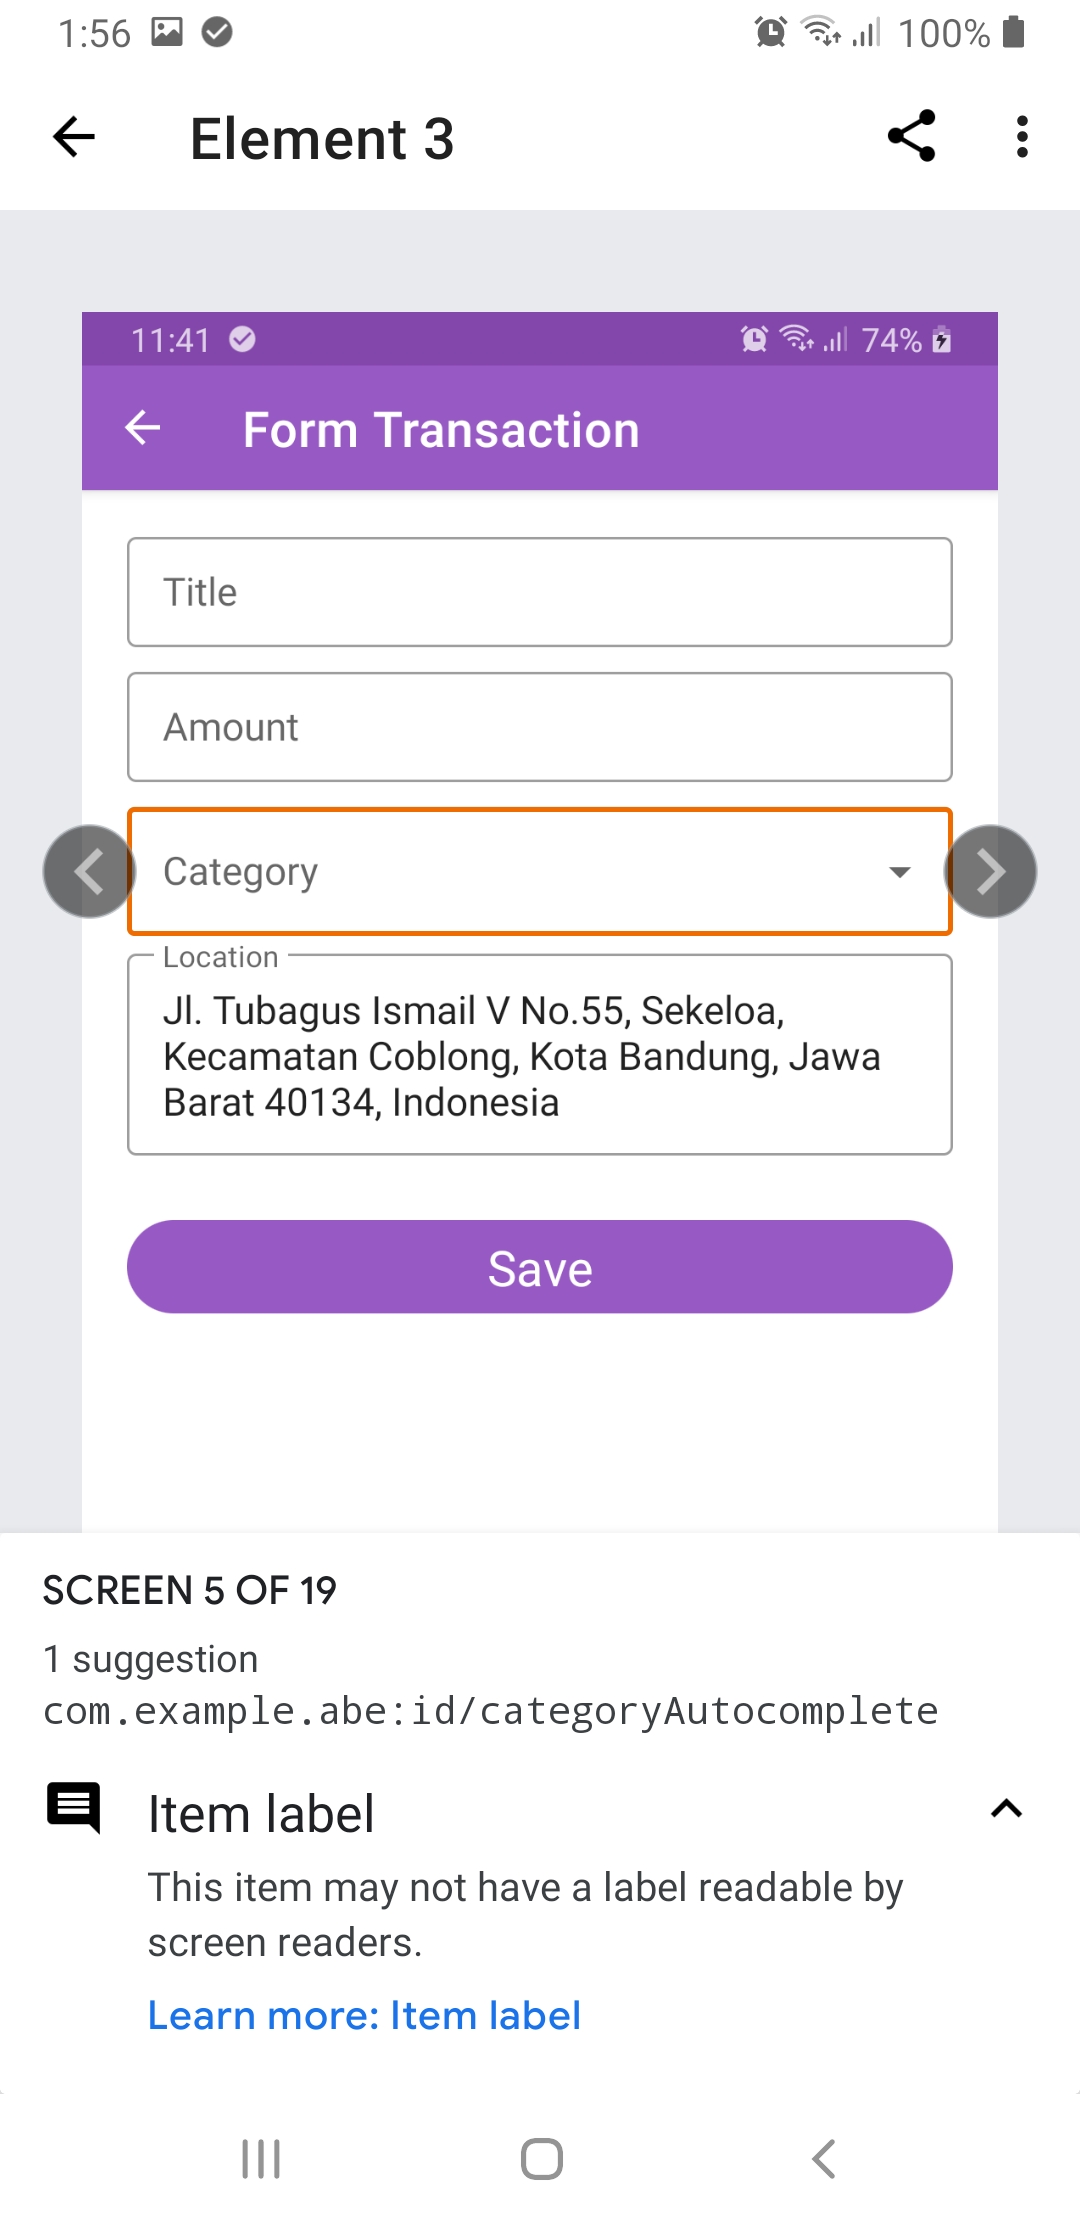 1:56
100%
Element 3
11:41
74%
Form Transaction
Title
Amount
Category
Location
Jl. Tubagus Ismail V No.55, Sekeloa,
Kecamatan Coblong, Kota Bandung, Jawa
Barat 40134, Indonesia
Save
SCREEN 5 OF 19
1 suggestion
com.example.abe:id/categoryAutocomplete
Item label
This item may not have a label readable by
screen readers.
Learn more: Item label